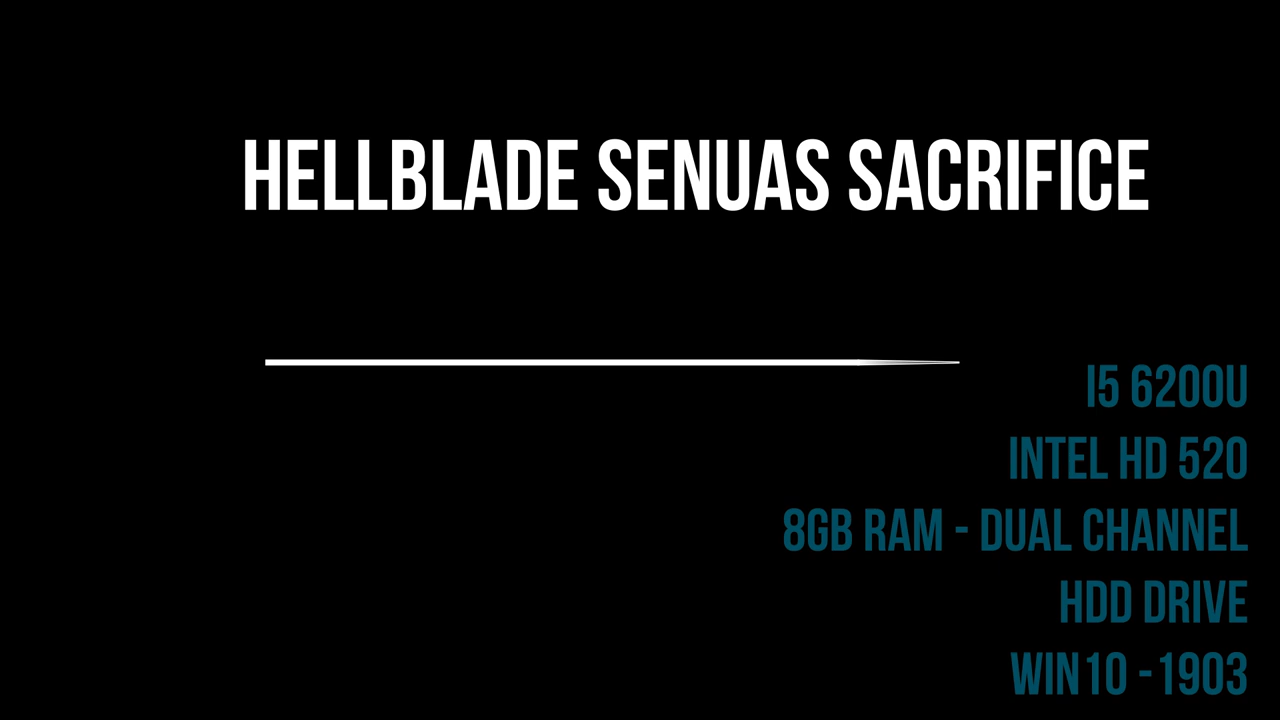 HELLBLADE SENUAS SACRIFICE
I5 6200U
INTEL HD 520
8GB RAM - DUAL CHANNEL
HDD DRIVE
WIN10 -1903